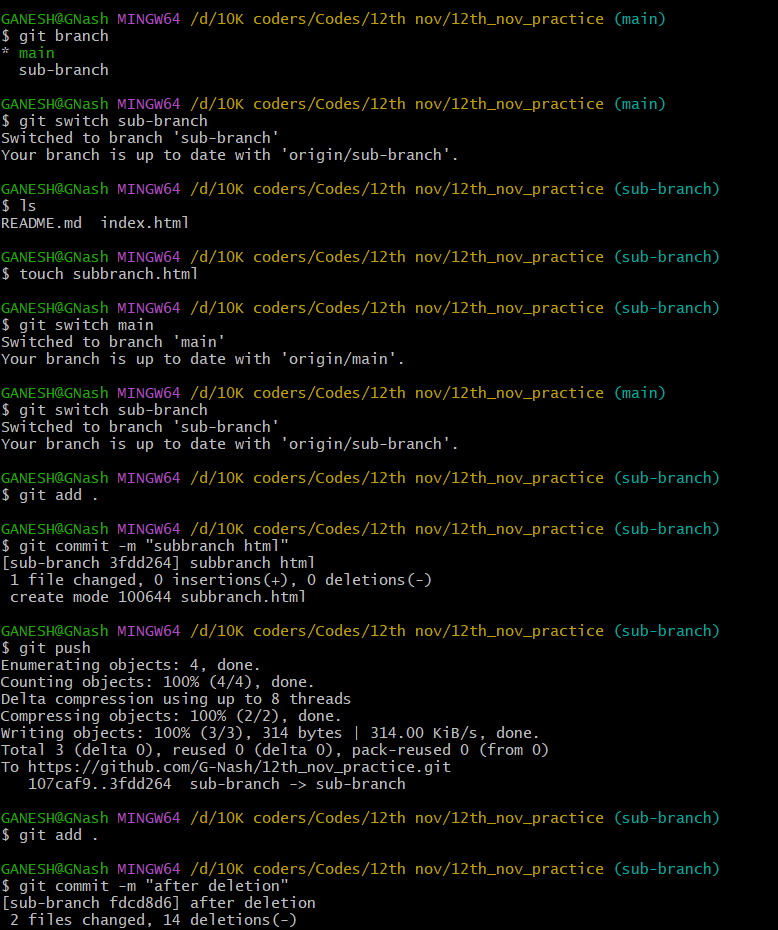 GANESH@GNash MINGW64 /d/10K coders/Codes/12th nov/12th_nov_practice (main)
$ git branch
* main
  sub-branch
GANESH@GNash MINGW64 /d/10K coders/Codes/12th nov/12th_nov_practice (main)
$ git switch sub-branch
Switched to branch 'sub-branch'
Your branch is up to date with 'origin/sub-branch'.
GANESH@GNash MINGW64 /d/10K coders/Codes/12th nov/12th_nov_practice (sub-branch)
$ ls
README.md  index.html
GANESH@GNash MINGW64 /d/10K coders/Codes/12th nov/12th_nov_practice (sub-branch)
$ touch subbranch.html
GANESH@GNash MINGW64 /d/10K coders/Codes/12th nov/12th_nov_practice (sub-branch)
$ git switch main
Switched to branch 'main'
Your branch is up to date with 'origin/main'.
GANESH@GNash MINGW64 /d/10K coders/Codes/12th nov/12th_nov_practice (main)
$ git switch sub-branch
Switched to branch 'sub-branch'
Your branch is up to date with 'origin/sub-branch'.
GANESH@GNash MINGW64 /d/10K coders/Codes/12th nov/12th_nov_practice (sub-branch)
$ git add .
GANESH@GNash MINGW64 /d/10K coders/Codes/12th nov/12th_nov_practice (sub-branch)
$ git commit -m "subbranch html"
[sub-branch 3fdd264] subbranch html
 1 file changed, 0 insertions(+), 0 deletions(-)
 create mode 100644 subbranch.html
GANESH@GNash MINGW64 /d/10K coders/Codes/12th nov/12th_nov_practice (sub-branch)
$ git push
Enumerating objects: 4, done.
Counting objects: 100% (4/4), done.
Delta compression using up to 8 threads
Compressing objects: 100% (2/2), done.
Writing objects: 100% (3/3), 314 bytes | 314.00 KiB/s, done.
Total 3 (delta 0), reused 0 (delta 0), pack-reused 0 (from 0)
To https://github.com/G-Nash/12th_nov_practice.git
   107caf9..3fdd264  sub-branch -> sub-branch
GANESH@GNash MINGW64 /d/10K coders/Codes/12th nov/12th_nov_practice (sub-branch)
$ git add .
GANESH@GNash MINGW64 /d/10K coders/Codes/12th nov/12th_nov_practice (sub-branch)
$ git commit -m "after deletion"
[sub-branch fdcd8d6] after deletion
 2 files changed, 14 deletions(-)